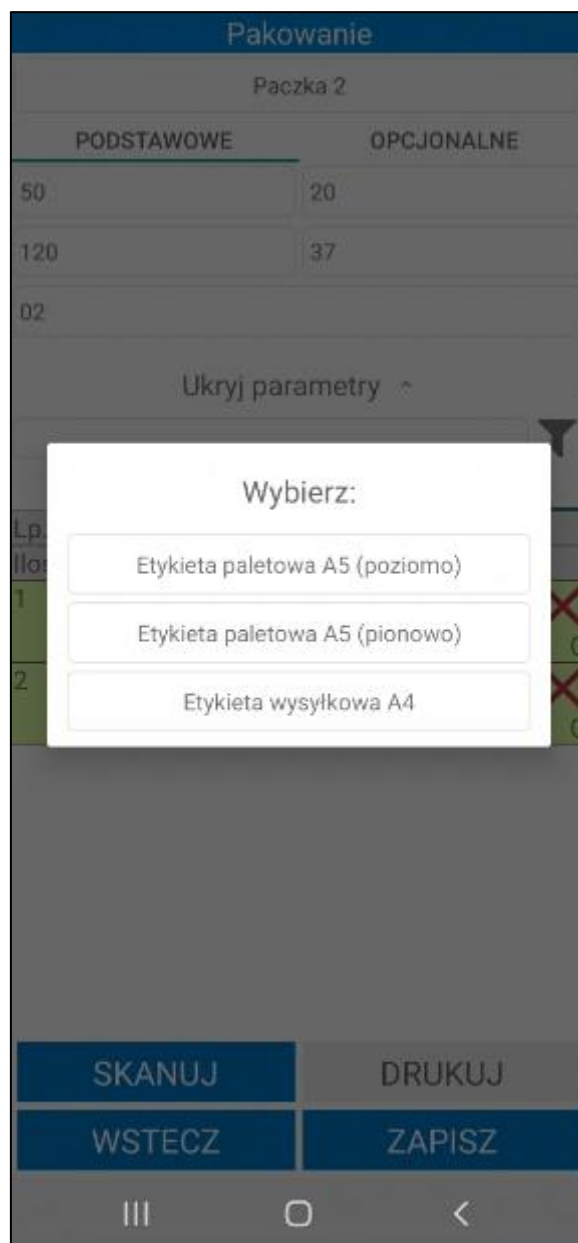 Pakowanie
Paczka 2
PODSTAWOWE OPCJONALNE
50 20
120 37
02
Ukryj parametry
Wybierz:
Lp.
Etykieta paletowa A5 (poziomo)
1
Etykieta paletowa A5 (pionowo)
2
Etykieta wysyłkowa A4
SKANUJ DRUKUJ
WSTECZ ZAPISZ